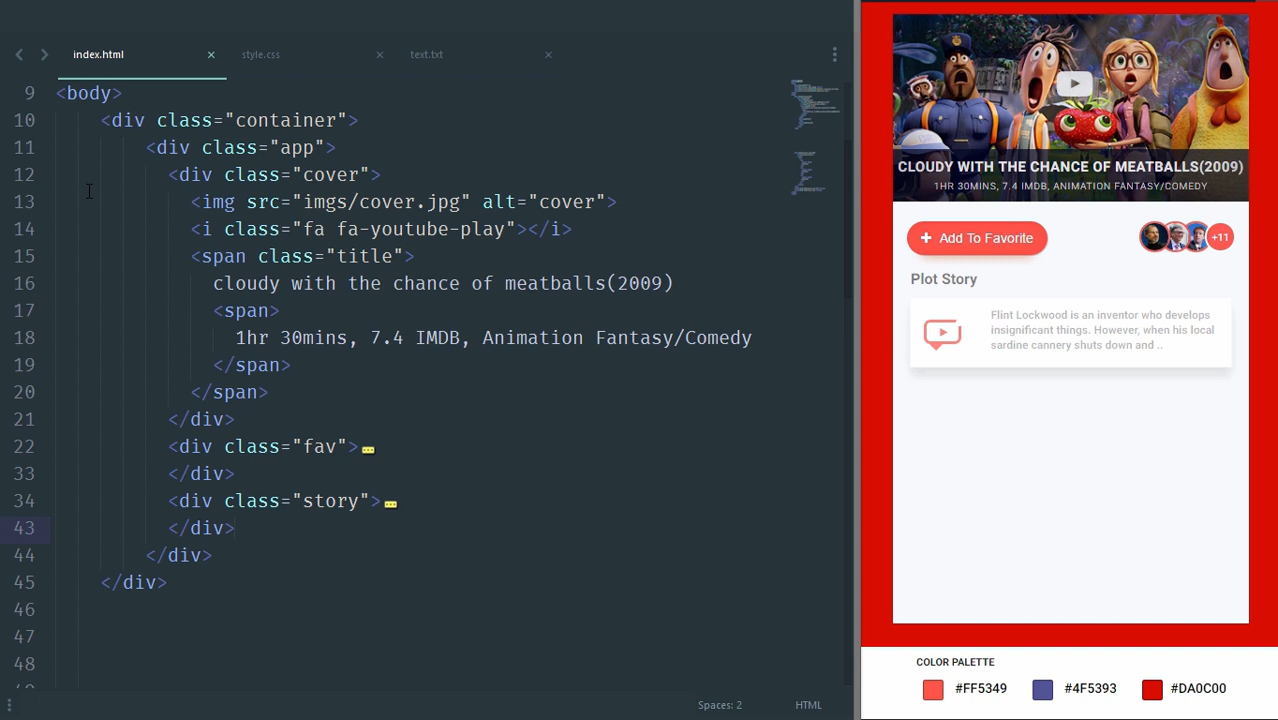 index.html × style.css × text.txt ×
9 <body>
10 <div class="container">
11 <div class="app">
12 <div class="cover">
13 <img src="imgs/cover.jpg" alt="cover">
14 <i class="fa fa-youtube-play"></i>
15 <span class="title">
16 cloudy with the chance of meatballs(2009)
17 <span>
18 1hr 30mins, 7.4 IMDB, Animation Fantasy/Comedy
19 </span>
20 </span>
21 </div>
22 <div class="fav">
33 </div>
34 <div class="story">
43 </div>
44 </div>
45 </div>
46
47
48
Spaces: 2 HTML
CLOUDY WITH THE CHANCE OF MEATBALLS(2009)
1HR 30MINS, 7.4 IMDB, ANIMATION FANTASY/COMEDY
+ Add To Favorite
+11
Plot Story
Flint Lockwood is an inventor who develops
insignificant things. However, when his local
sardine cannery shuts down and ..
COLOR PALETTE
#FF5349 #4F5393 #DA0C00